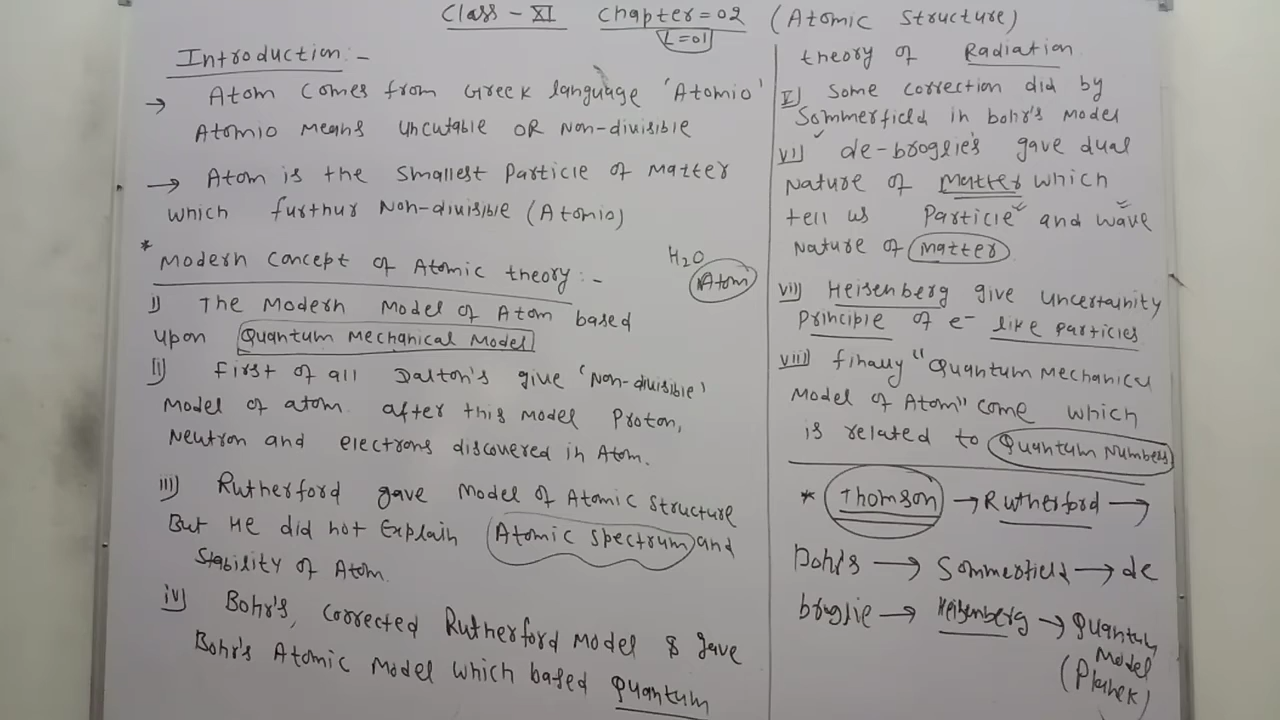 Class - XI Chapter = 02 (Atomic Structure)
L=01
Introduction :-
→ Atom comes from Greek language 'Atomio'
Atomio means uncutable OR Non-divisible
→ Atom is the smallest particle of matter
which furthur Non-divisible (Atomio)
* Modern concept of Atomic theory :-
H2O
Atom
i) The Modern Model of Atom based
upon Quantum Mechanical Model
ii) first of all Dalton's give 'Non-divisible'
Model of atom. after this model Proton,
Neutron and electrons discovered in Atom.
iii) Rutherford gave Model of Atomic structure
But He did not Explain Atomic spectrum and
Stability of Atom.
iv) Bohr's, corrected Rutherford Model & gave
Bohr's Atomic Model which based Quantum
theory of Radiation
V) Some correction did by
Sommerfield in bohr's model
vi) de-broglie's gave dual
Nature of matter which
tell us Particle and wave
Nature of matter.
vii) Heisenberg give uncertainity
Principle of e- like particles
viii) finally "Quantum Mechanical
Model of Atom" come which
is related to Quantum Numbers
* Thomson → Rutherford →
Bohr's → Sommerfield → de
broglie → Heisenberg → Quantum
Model
(Planck)